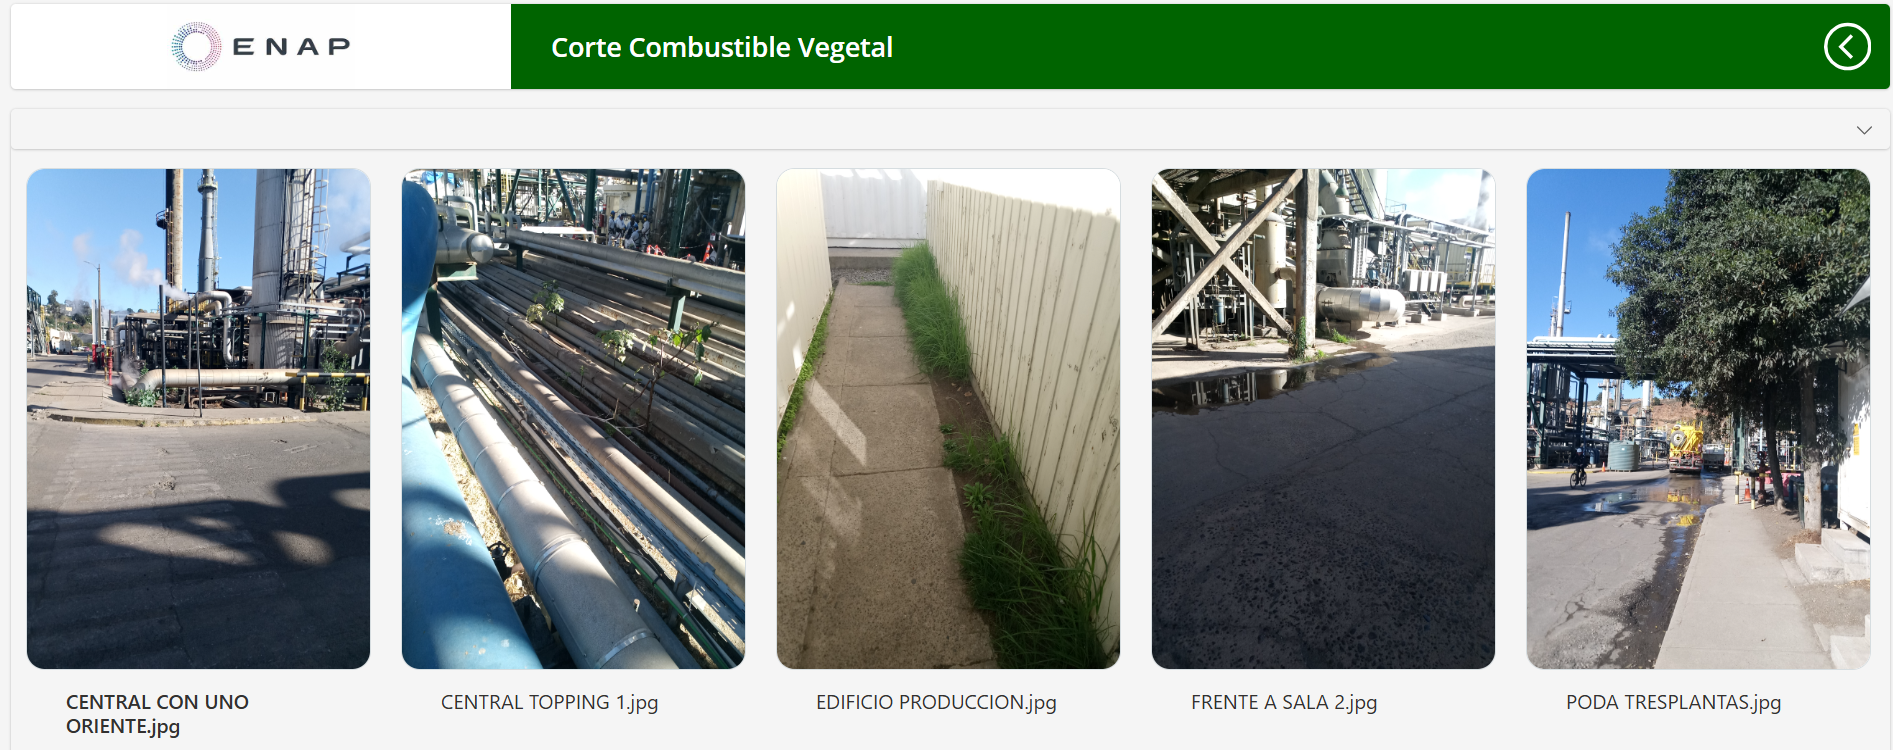 ENAP
Corte Combustible Vegetal
CENTRAL CON UNO
ORIENTE.jpg
CENTRAL TOPPING 1.jpg
EDIFICIO PRODUCCION.jpg
FRENTE A SALA 2.jpg
PODA TRESPLANTAS.jpg